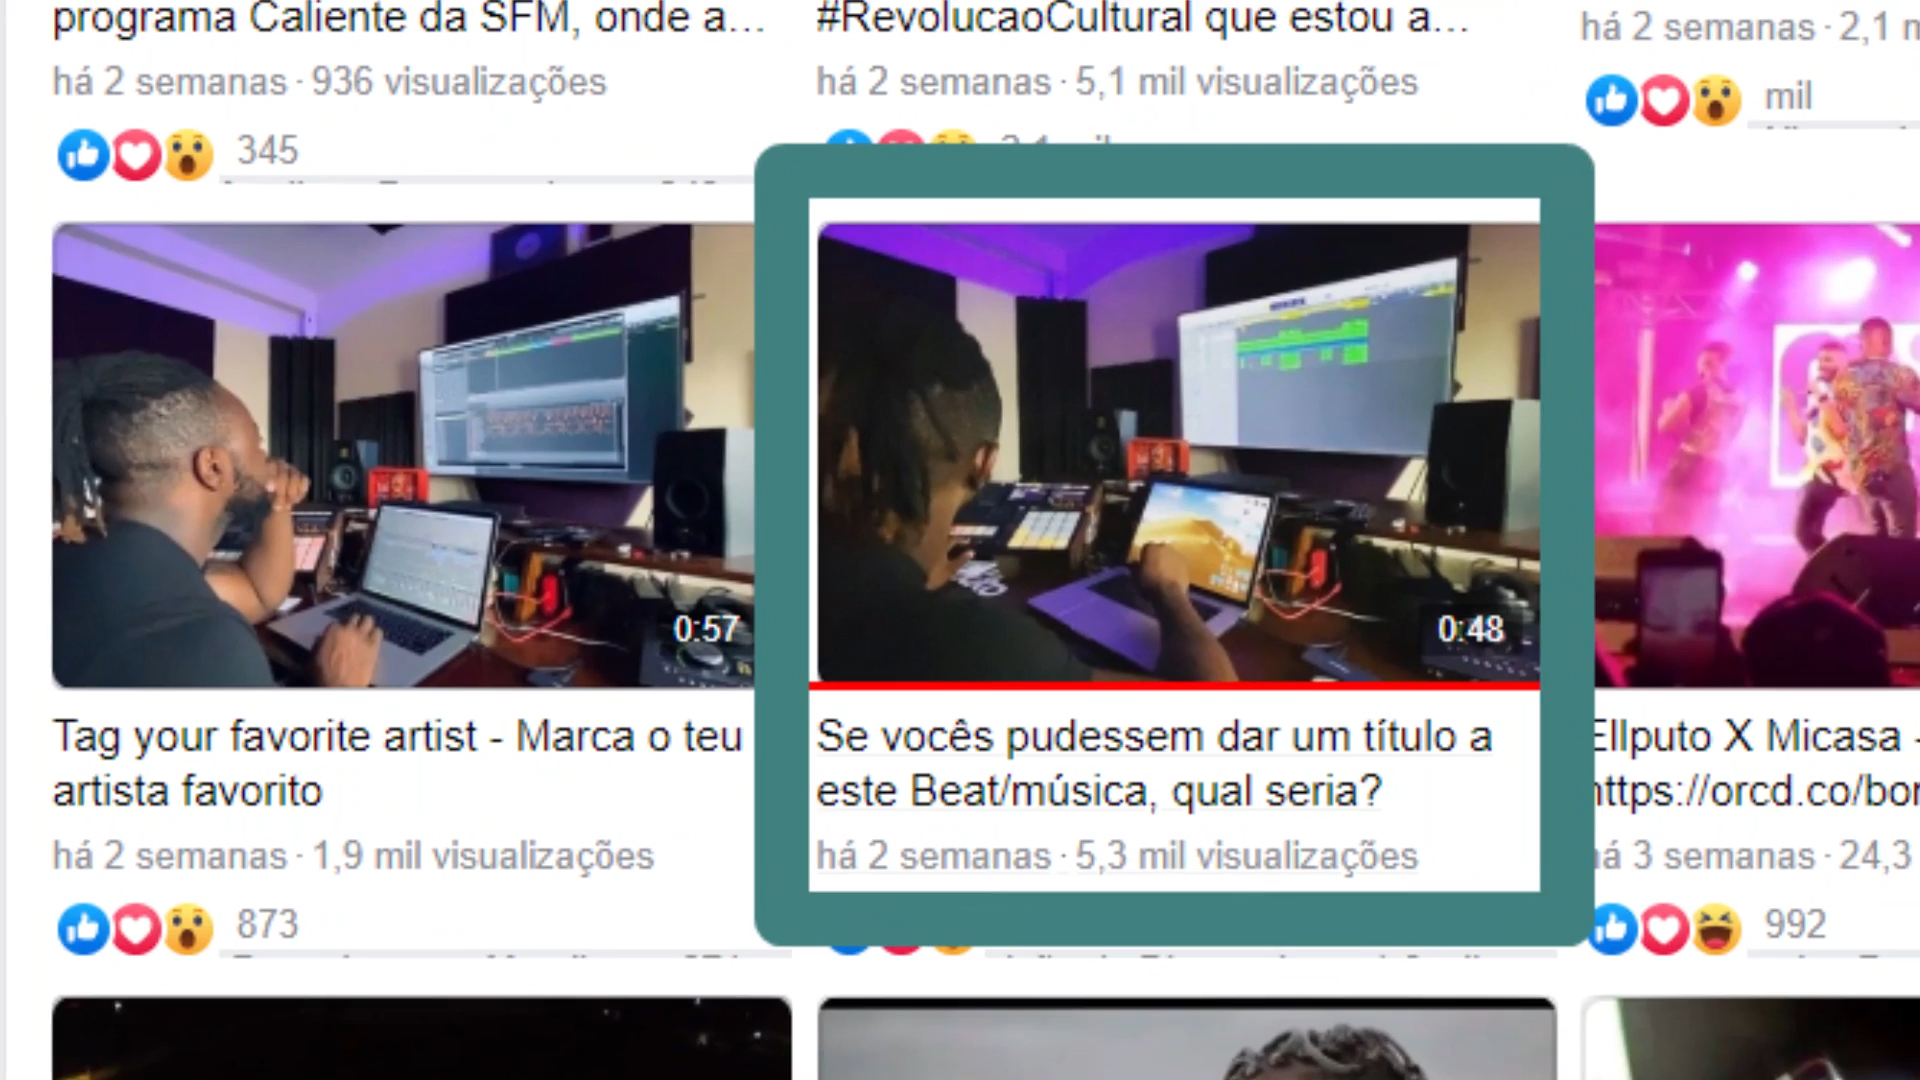 programa Caliente da SFM, onde a...
há 2 semanas · 936 visualizações
345
#RevolucaoCultural que estou a...
há 2 semanas · 5,1 mil visualizações
há 2 semanas · 2,1 m
mil
0:57
Tag your favorite artist - Marca o teu
artista favorito
há 2 semanas · 1,9 mil visualizações
873
0:48
Se vocês pudessem dar um título a
este Beat/música, qual seria?
há 2 semanas · 5,3 mil visualizações
Ellputo X Micasa -
https://orcd.co/bor
há 3 semanas · 24,3
992